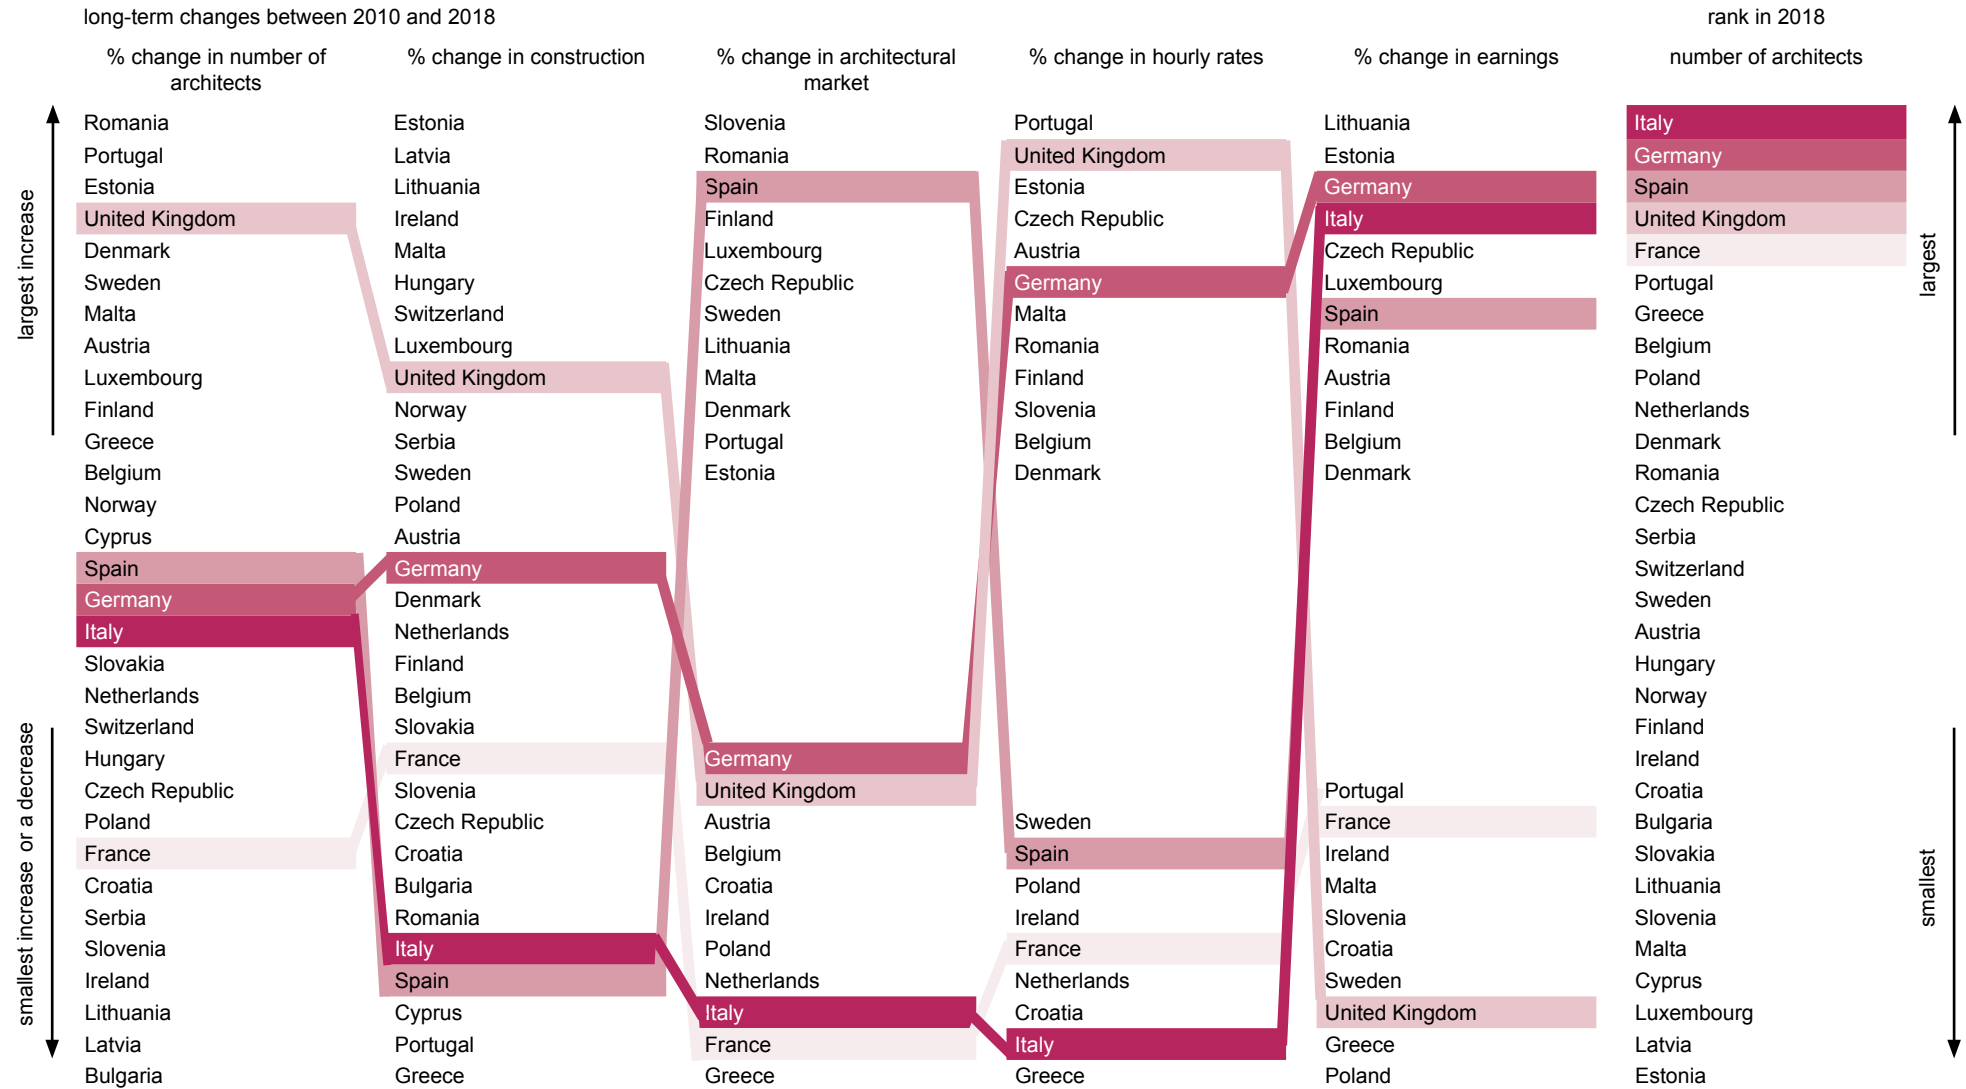 long-term changes between 2010 and 2018
rank in 2018
% change in number of
architects
% change in construction
% change in architectural
market
% change in hourly rates
% change in earnings
number of architects
largest increase
smallest increase or a decrease
Romania
Portugal
Estonia
United Kingdom
Denmark
Sweden
Malta
Austria
Luxembourg
Finland
Greece
Belgium
Norway
Cyprus
Spain
Germany
Italy
Slovakia
Netherlands
Switzerland
Hungary
Czech Republic
Poland
France
Croatia
Serbia
Slovenia
Ireland
Lithuania
Latvia
Bulgaria
Estonia
Latvia
Lithuania
Ireland
Malta
Hungary
Switzerland
Luxembourg
United Kingdom
Norway
Serbia
Sweden
Poland
Austria
Germany
Denmark
Netherlands
Finland
Belgium
Slovakia
France
Slovenia
Czech Republic
Croatia
Bulgaria
Romania
Italy
Spain
Cyprus
Portugal
Greece
Slovenia
Romania
Spain
Finland
Luxembourg
Czech Republic
Sweden
Lithuania
Malta
Denmark
Portugal
Estonia
Germany
United Kingdom
Austria
Belgium
Croatia
Ireland
Poland
Netherlands
Italy
France
Greece
Portugal
United Kingdom
Estonia
Czech Republic
Austria
Germany
Malta
Romania
Finland
Slovenia
Belgium
Denmark
Sweden
Spain
Poland
Ireland
France
Netherlands
Croatia
Italy
Greece
Lithuania
Estonia
Germany
Italy
Czech Republic
Luxembourg
Spain
Romania
Austria
Finland
Belgium
Denmark
Portugal
France
Ireland
Malta
Slovenia
Croatia
Sweden
United Kingdom
Greece
Poland
Italy
Germany
Spain
United Kingdom
France
Portugal
Greece
Belgium
Poland
Netherlands
Denmark
Romania
Czech Republic
Serbia
Switzerland
Sweden
Austria
Hungary
Norway
Finland
Ireland
Croatia
Bulgaria
Slovakia
Lithuania
Slovenia
Malta
Cyprus
Luxembourg
Latvia
Estonia
largest
smallest